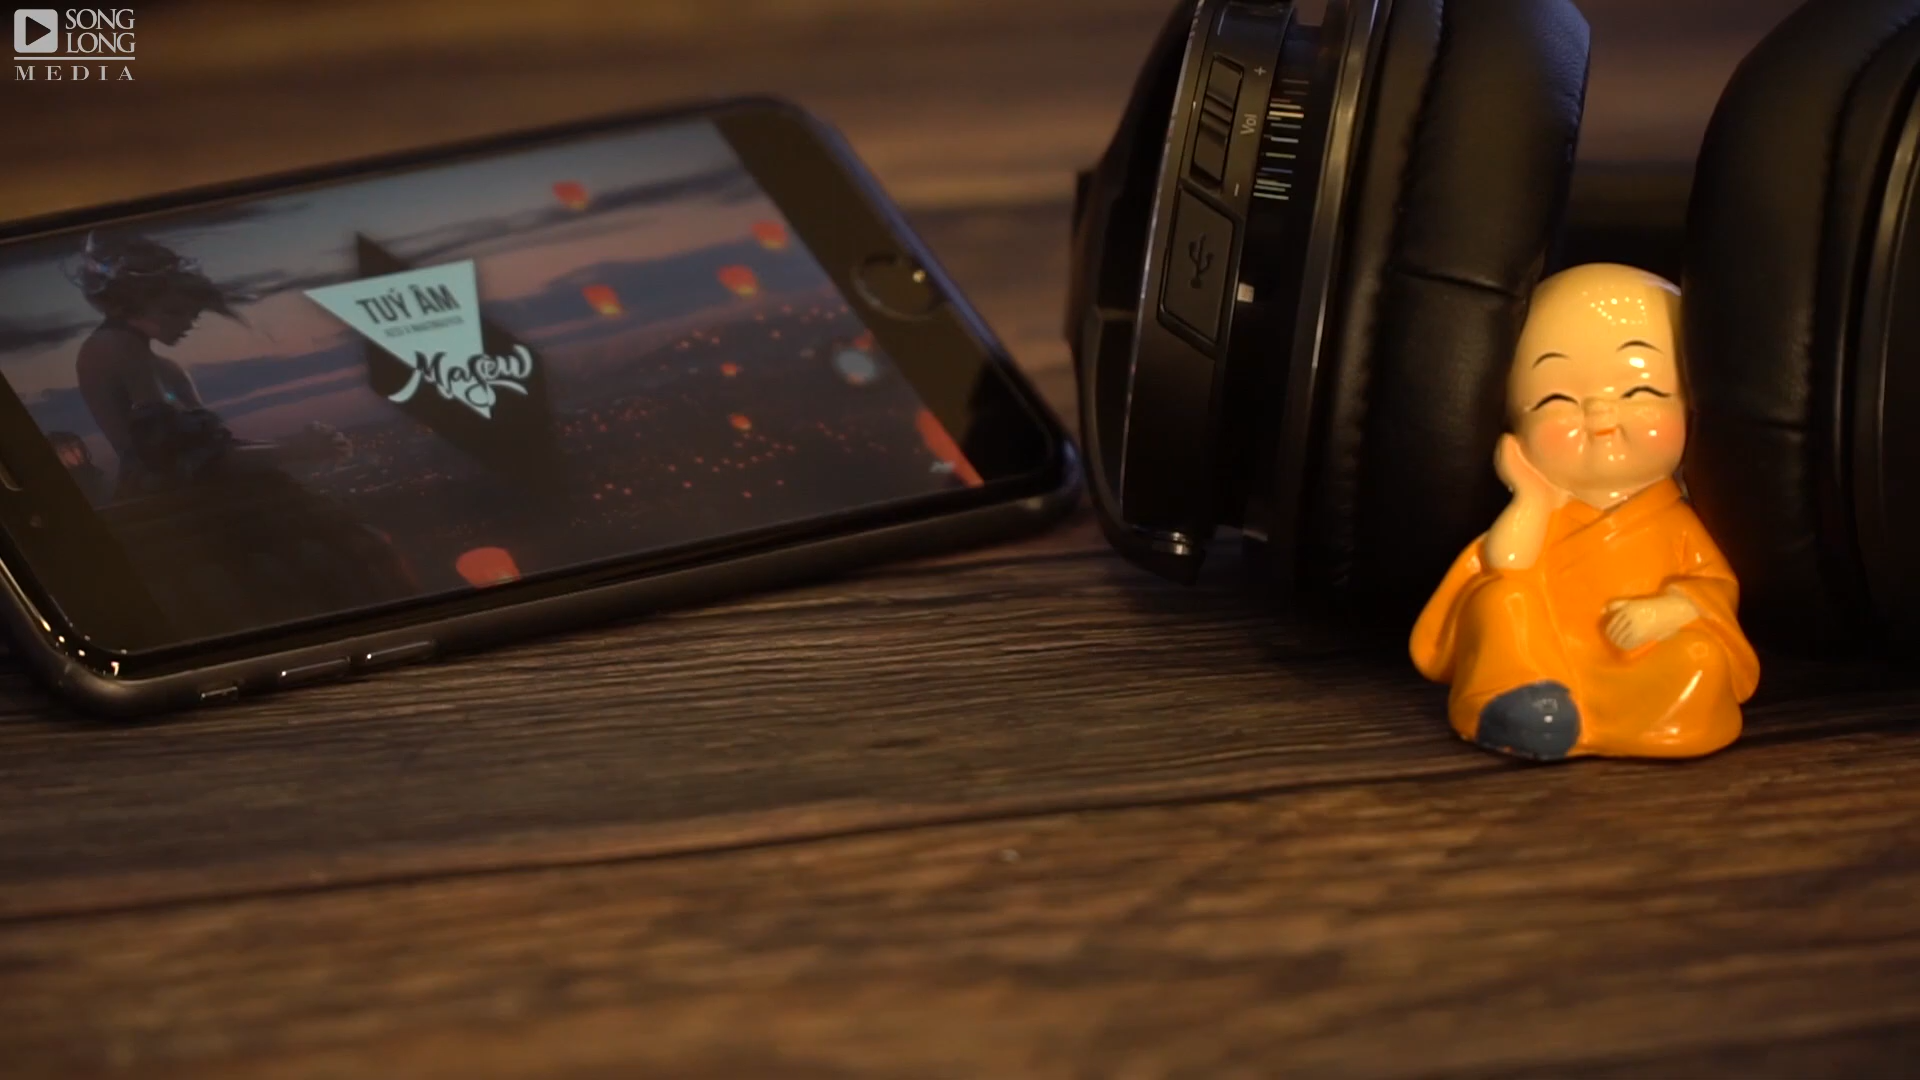 SONG
LONG
MEDIA
TUÝ ÂM
Masew
+
Vol
-